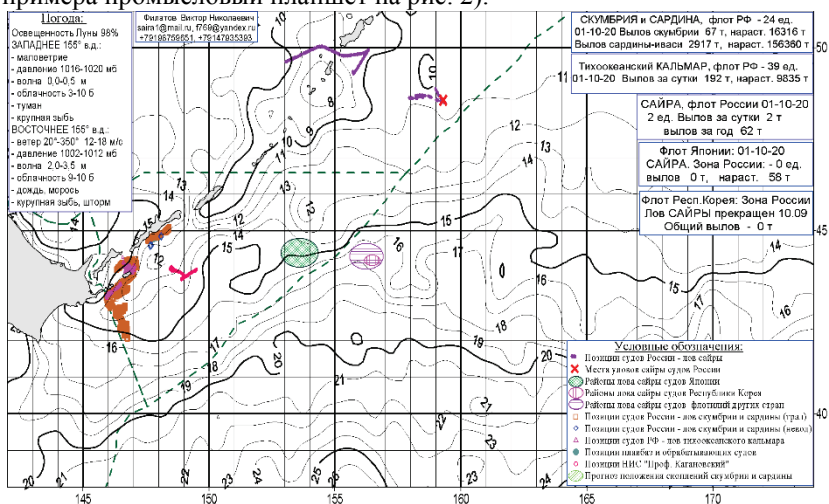 примера промысловый планшет на рис. 2).
Погода:
Освещенность Луны 98%
ЗАПАДНЕЕ 155° в.д.:
- маловетрие
- давление 1016-1020 мб
- волна 0,0-0,5 м
- облачность 3-10 б
- туман
- крупная зыбь
ВОСТОЧНЕЕ 155° в.д.:
- ветер 20°-350° 12-18 м/с
- давление 1002-1012 мб
- волна 2.0-3,5 м
- облачность 9-10 б
- дождь, морось
- курупная зыбь, шторм
Филатов Виктор Николаевич
saira1@mail.ru, f769@yandex.ru
+79196759651, +79147935393
СКУМБРИЯ и САРДИНА, флот РФ - 24 ед.
01-10-20 Вылов скумбрии 67 т, нараст. 16316 т
Вылов сардины-иваси 2917 т, нараст. 156360 т
Тихоокеанский КАЛЬМАР, флот РФ - 39 ед.
01-10-20 Вылов за сутки 192 т, нараст. 9835т
САЙРА, флот России 01-10-20
2 ед. Вылов за сутки 2 т
вылов за год 62 т
Флот Японии: 01-10-20
САЙРА. Зона России: - 0 ед.
вылов 0 т, нараст. 58 т
Флот Респ.Корея: Зона России
Лов САЙРЫ прекращен 10.09
Общий вылов - 0 т
Условные обозначения:
Позиции судов России - лов сайры
Места уловов сайры судов России
Районы лова сайры судов Японии
Районы лова сайры судов Республики Корея
Районы лова сайры судов флотилий других стран
Позиции судов России - лов скумбрии и сардины (трал)
Позиции судов России - лов скумбрии и сардины (невод)
Позиции судов РФ - лов тихоокеанского кальмара
Позиции плавбаз и обрабатывающих судов
Позиции НИС "Проф. Кагановский"
Прогноз положения скоплений скумбрии и сардины
50
45
40
145
150
155
160
165
170